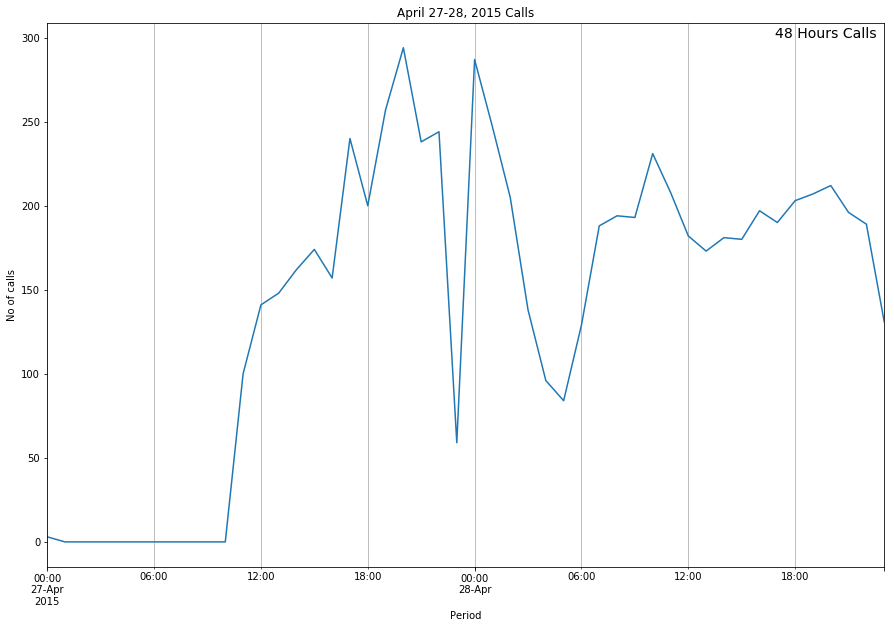 April 27-28, 2015 Calls
48 Hours Calls
300
250
200
150
100
50
0
No of calls
00:00 06:00 12:00 18:00 00:00 06:00 12:00 18:00
27-Apr 28-Apr
2015
Period